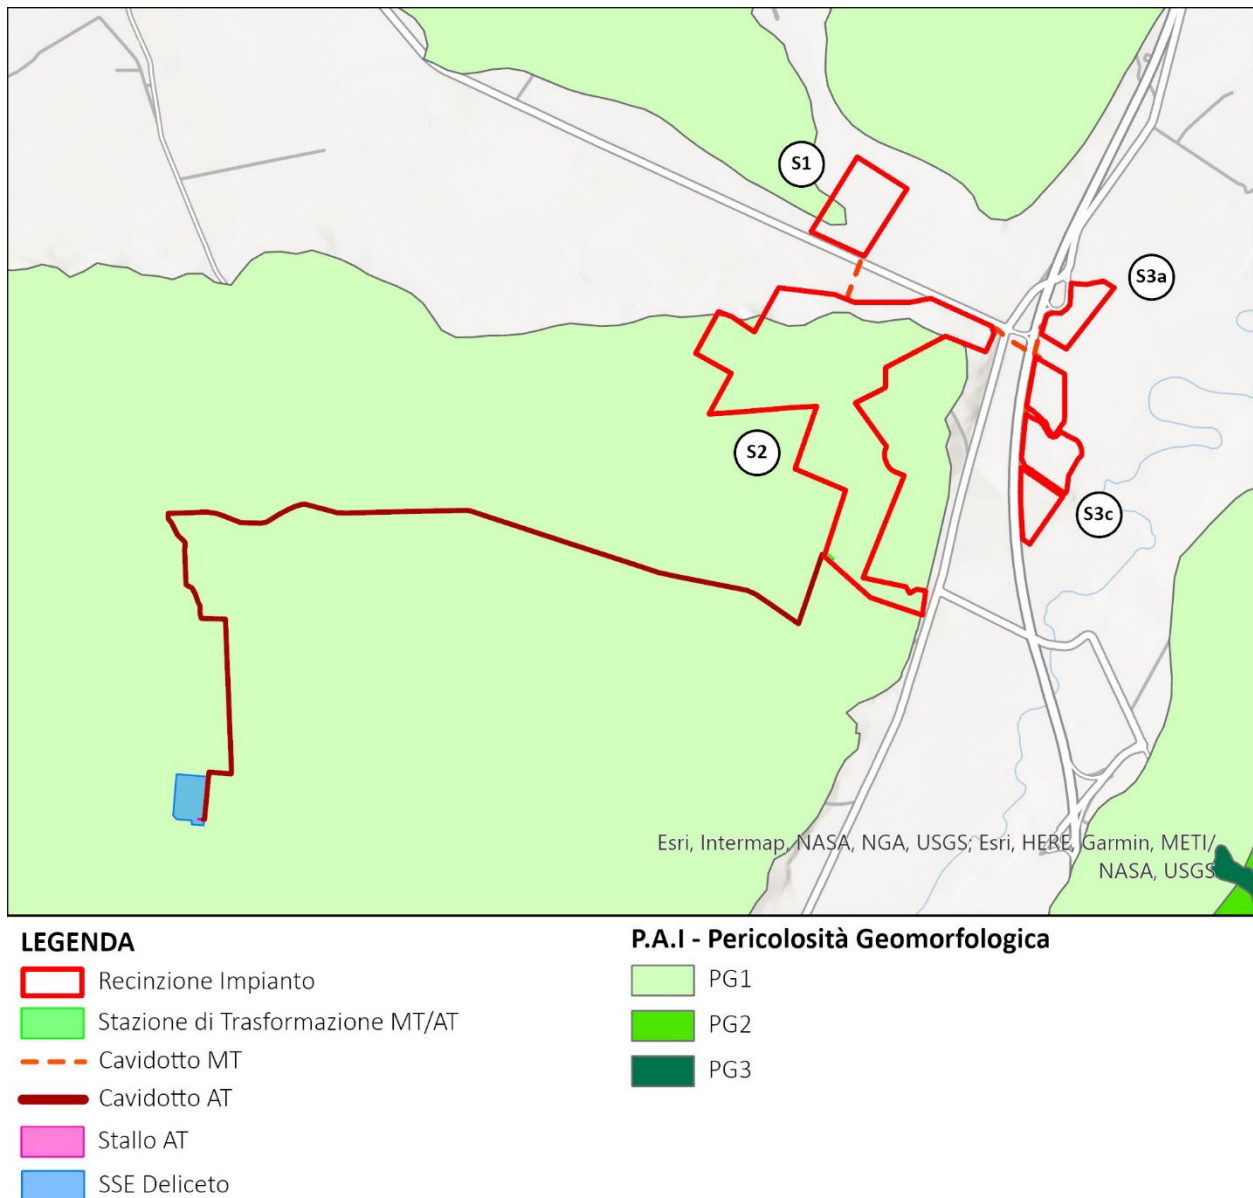 S1
S3a
S2
S3c
Esri, Intermap, NASA, NGA, USGS; Esri, HERE, Garmin, METI/
NASA, USGS
LEGENDA
Recinzione Impianto
Stazione di Trasformazione MT/AT
Cavidotto MT
Cavidotto AT
Stallo AT
SSE Deliceto
P.A.I - Pericolosità Geomorfologica
PG1
PG2
PG3